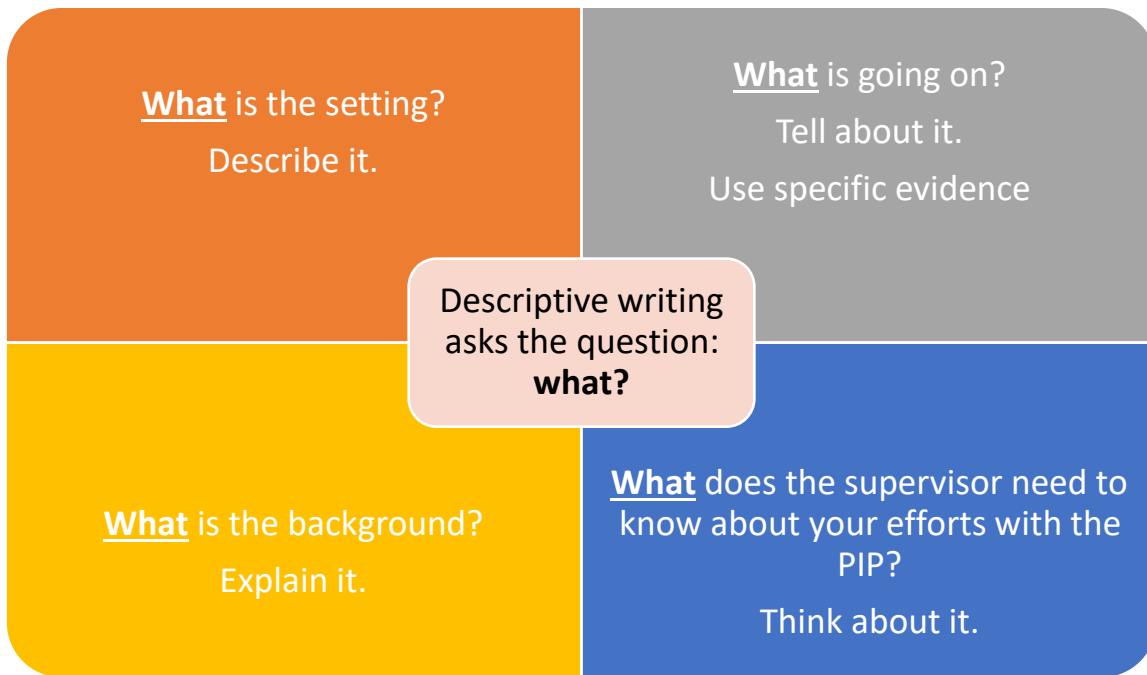 What is the setting?
Describe it.
What is going on?
Tell about it.
Use specific evidence
Descriptive writing
asks the question:
what?
What is the background?
Explain it.
What does the supervisor need to
know about your efforts with the
PIP?
Think about it.